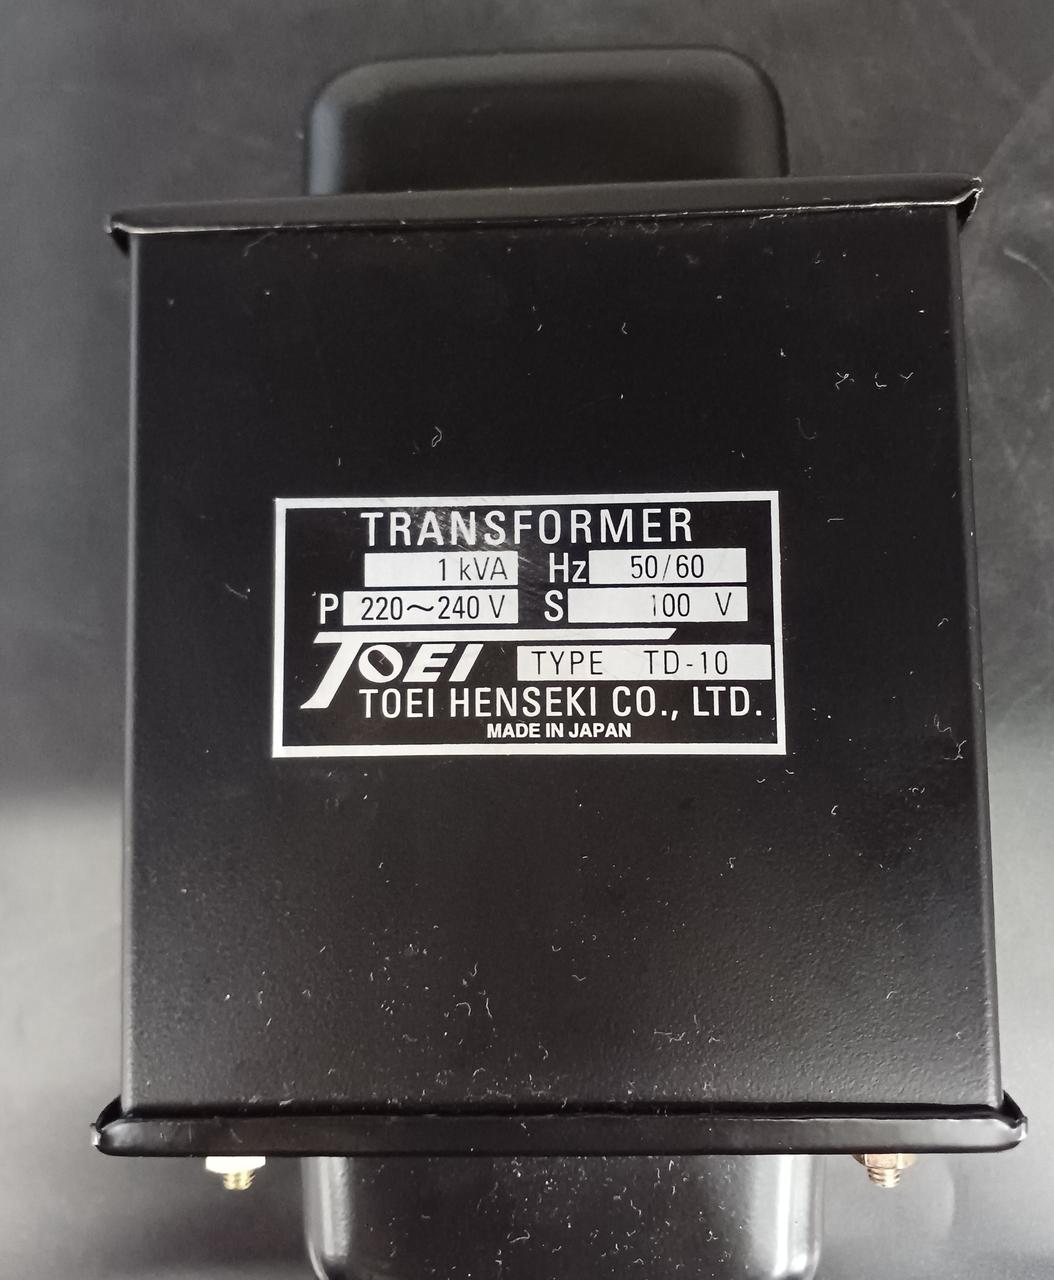 TRANSFORMER
1 kVA Hz 50/60
P 220～240 V S 100 V
TOEI TYPE TD-10
TOEI HENSEKI CO., LTD.
MADE IN JAPAN